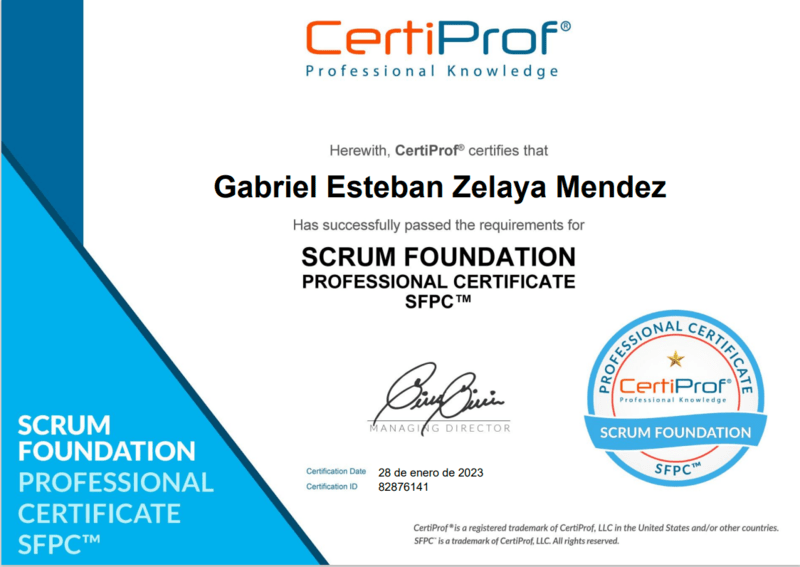 CertiProf®
Professional Knowledge
Herewith, CertiProf® certifies that
Gabriel Esteban Zelaya Mendez
Has successfully passed the requirements for
SCRUM FOUNDATION
PROFESSIONAL CERTIFICATE
SFPC™
MANAGING DIRECTOR
Certification Date 28 de enero de 2023
Certification ID 82876141
SCRUM
FOUNDATION
PROFESSIONAL
CERTIFICATE
SFPC™
PROFESSIONAL CERTIFICATE
CertiProf®
Professional Knowledge
SCRUM FOUNDATION
SFPC™
CertiProf® is a registered trademark of CertiProf, LLC in the United States and/or other countries.
SFPC™ is a trademark of CertiProf, LLC. All rights reserved.